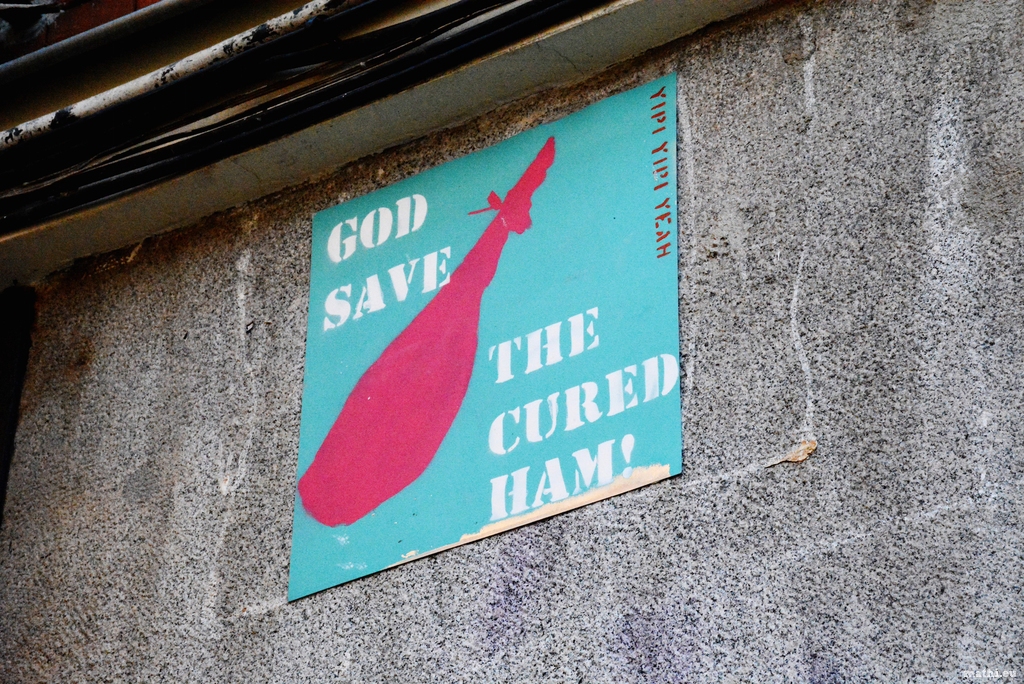 GOD
SAVE
THE
CURED
HAM!
YIPI YIPI YEAH